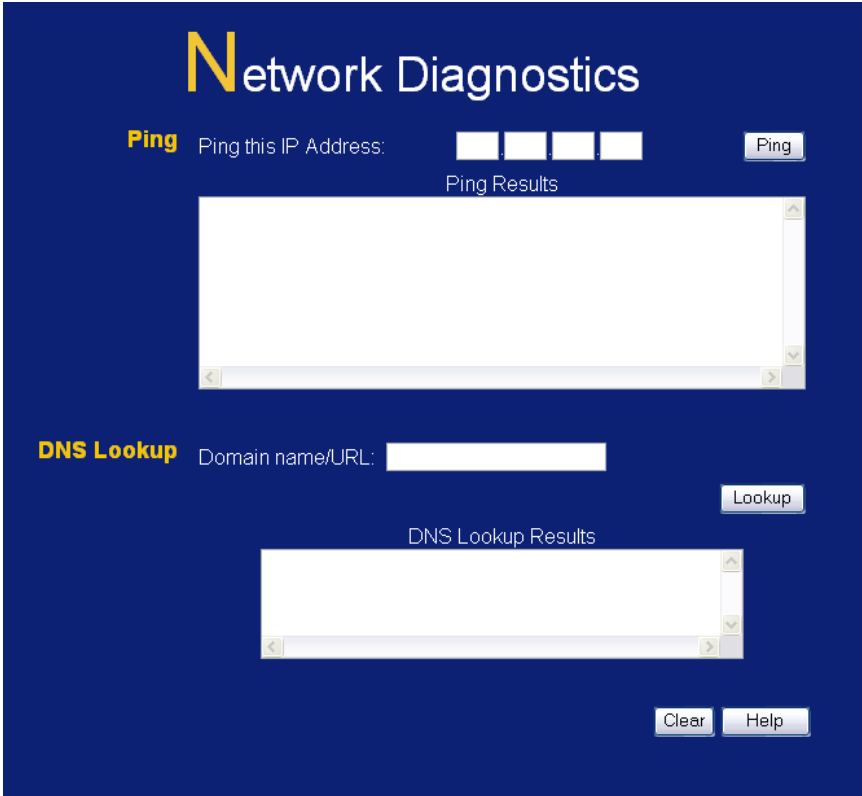 Network Diagnostics
Ping Ping this IP Address: . . . Ping
Ping Results
DNS Lookup Domain name/URL:
Lookup
DNS Lookup Results
Clear Help